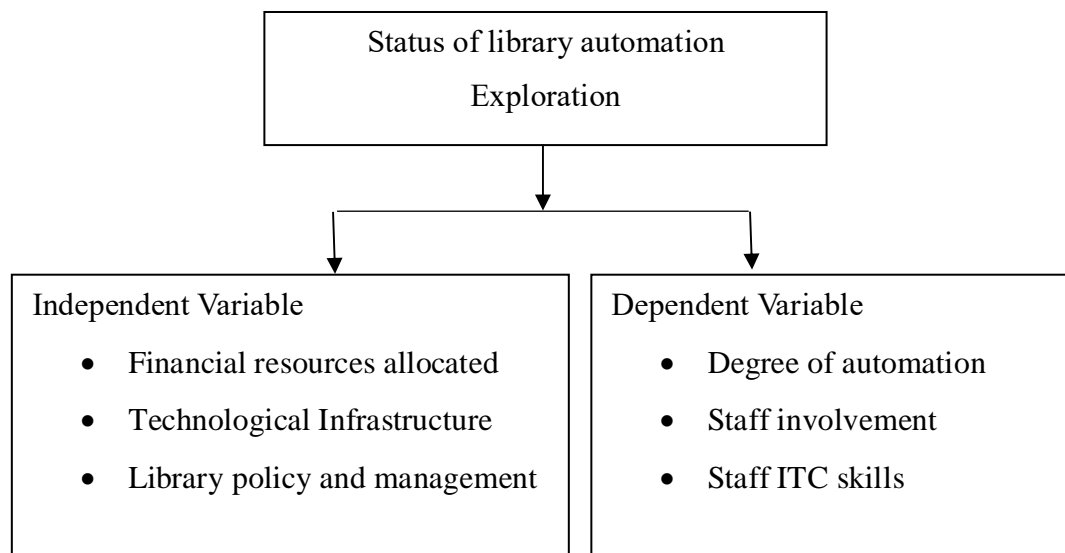 Status of library automation
Exploration
Independent Variable
• Financial resources allocated
• Technological Infrastructure
• Library policy and management
Dependent Variable
• Degree of automation
• Staff involvement
• Staff ITC skills